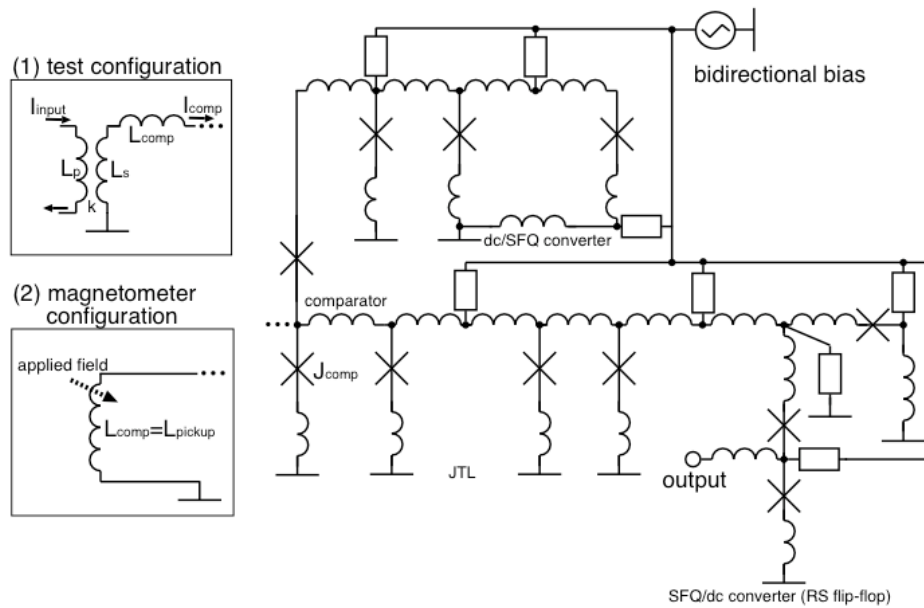 (1) test configuration
Iinput
Icomp
Lcomp
Lp
Ls
k
(2) magnetometer
configuration
applied field
Lcomp=Lpickup
bidirectional bias
dc/SFQ converter
comparator
Jcomp
JTL
output
SFQ/dc converter (RS flip-flop)